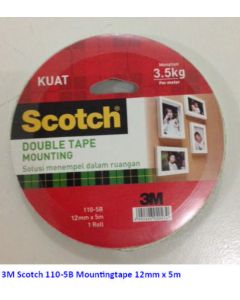 KUAT
Menahan
3.5kg
Per meter
Scotch
DOUBLE TAPE
MOUNTING
Solusi menempel dalam ruangan
3M
110-5B
12mm x 5m
1 Roll
3M Scotch 110-5B Mountingtape 12mm x 5m